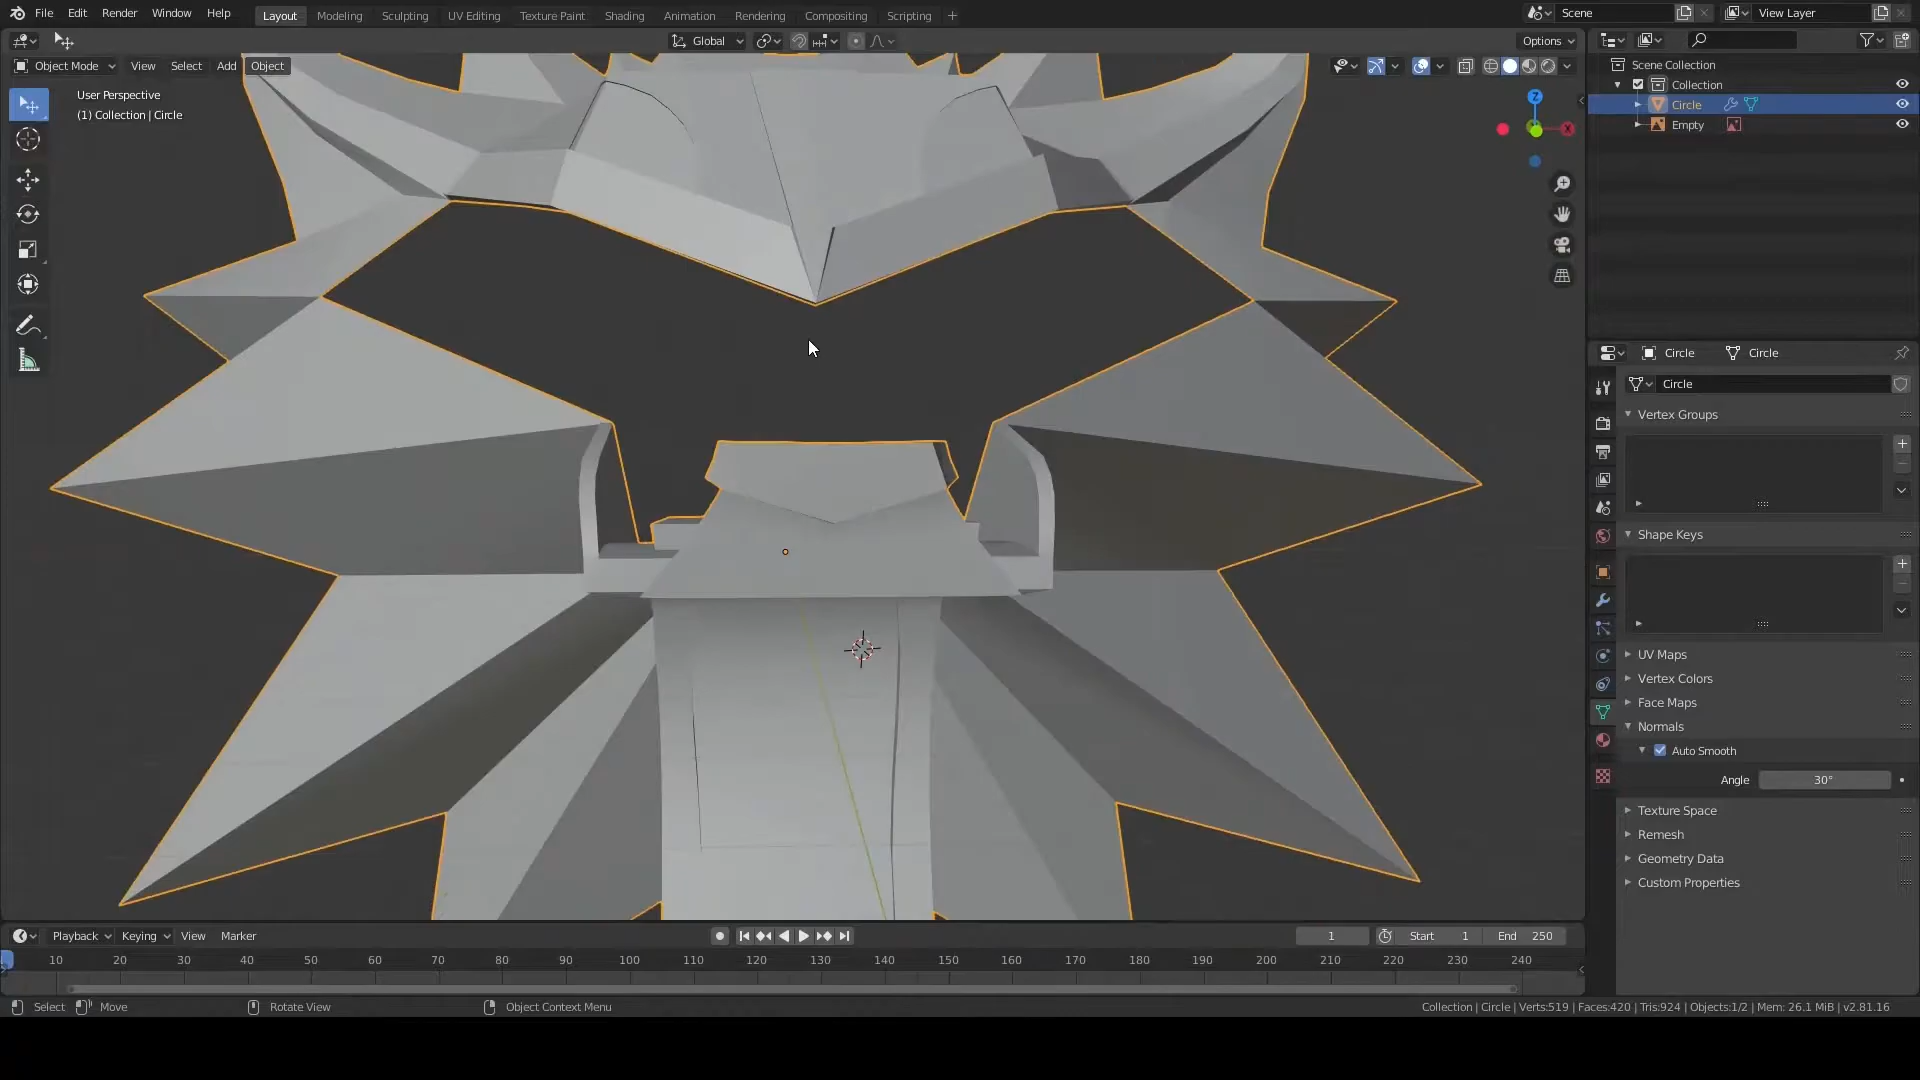 File Edit Render Window Help Layout Modeling Sculpting UV Editing Texture Paint Shading Animation Rendering Compositing Scripting + Scene View Layer
Global Options
Object Mode View Select Add Object
User Perspective
(1) Collection | Circle
Z
X
Scene Collection
Collection
Circle
Empty
Circle Circle
Circle
Vertex Groups
Shape Keys
UV Maps
Vertex Colors
Face Maps
Normals
Auto Smooth
Angle 30°
Texture Space
Remesh
Geometry Data
Custom Properties
Playback Keying View Marker 1 Start 1 End 250
10 20 30 40 50 60 70 80 90 100 110 120 130 140 150 160 170 180 190 200 210 220 230 240
Select Move Rotate View Object Context Menu Collection | Circle | Verts:519 | Faces:420 | Tris:924 | Objects:1/2 | Mem: 26.1 MiB | v2.81.16